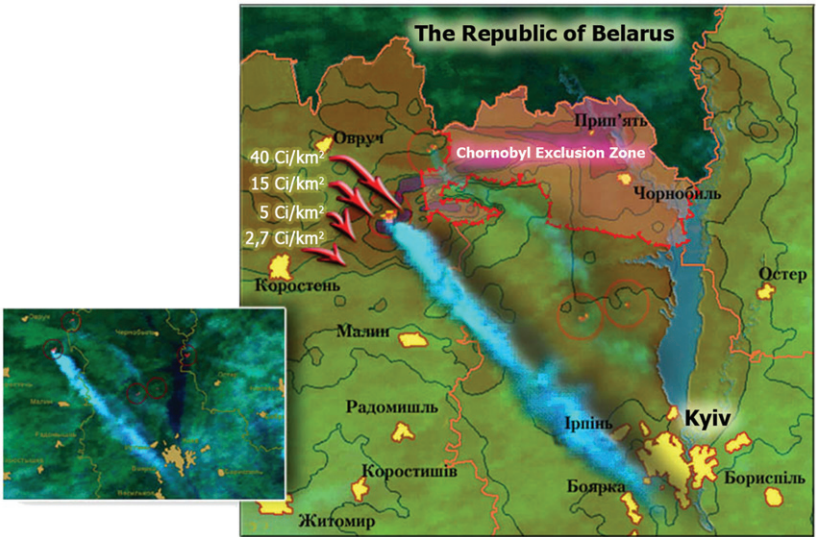 The Republic of Belarus
Прип'ять
Овруч
40 Ci/km²
Chornobyl Exclusion Zone
15 Ci/km²
Чорнобиль
5 Ci/km²
2,7 Ci/km²
Коростень
Остер
Малин
Радомишль
Ірпінь
Kyiv
Коростишів
Боярка
Бориспіль
Житомир